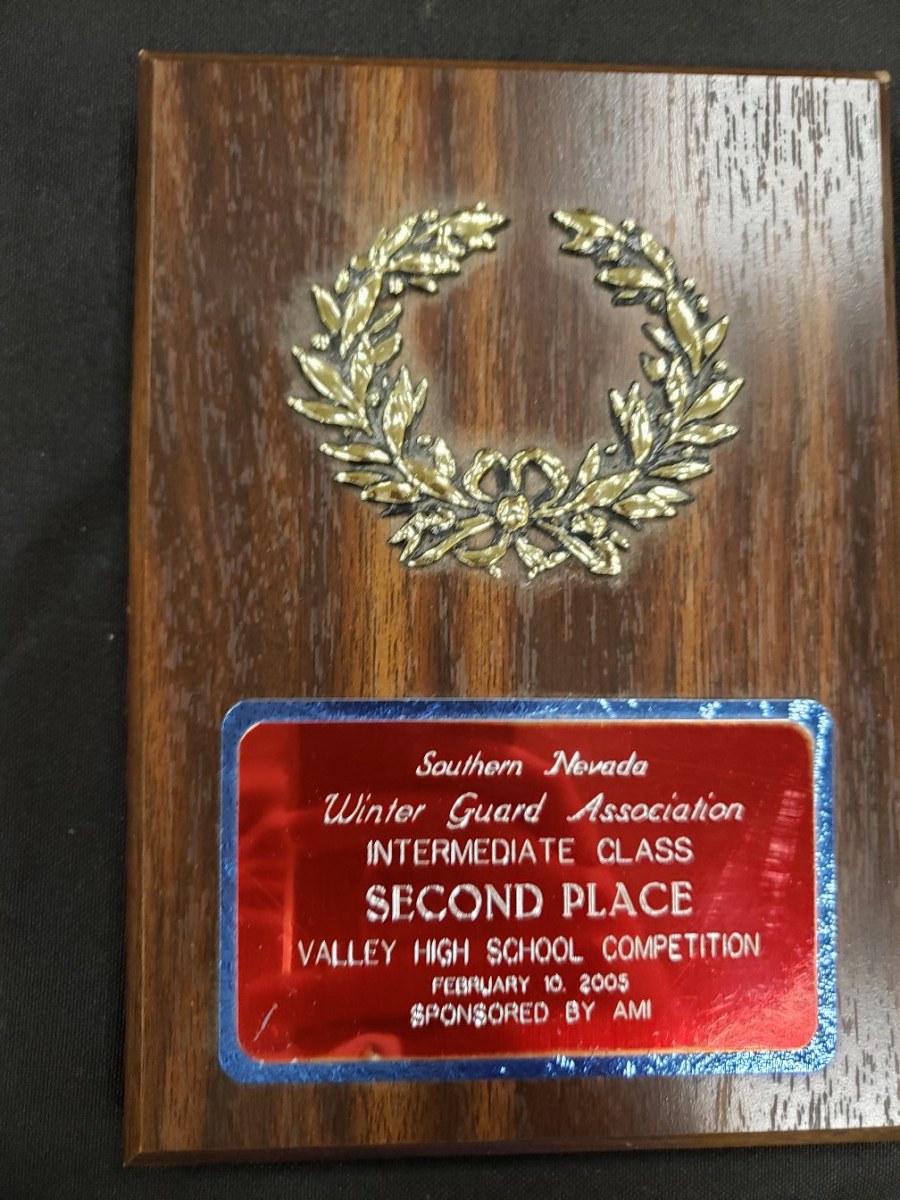 Southern Nevada
Winter Guard Association
INTERMEDIATE CLASS
SECOND PLACE
VALLEY HIGH SCHOOL COMPETITION
FEBRUARY 10, 2005
SPONSORED BY AMI